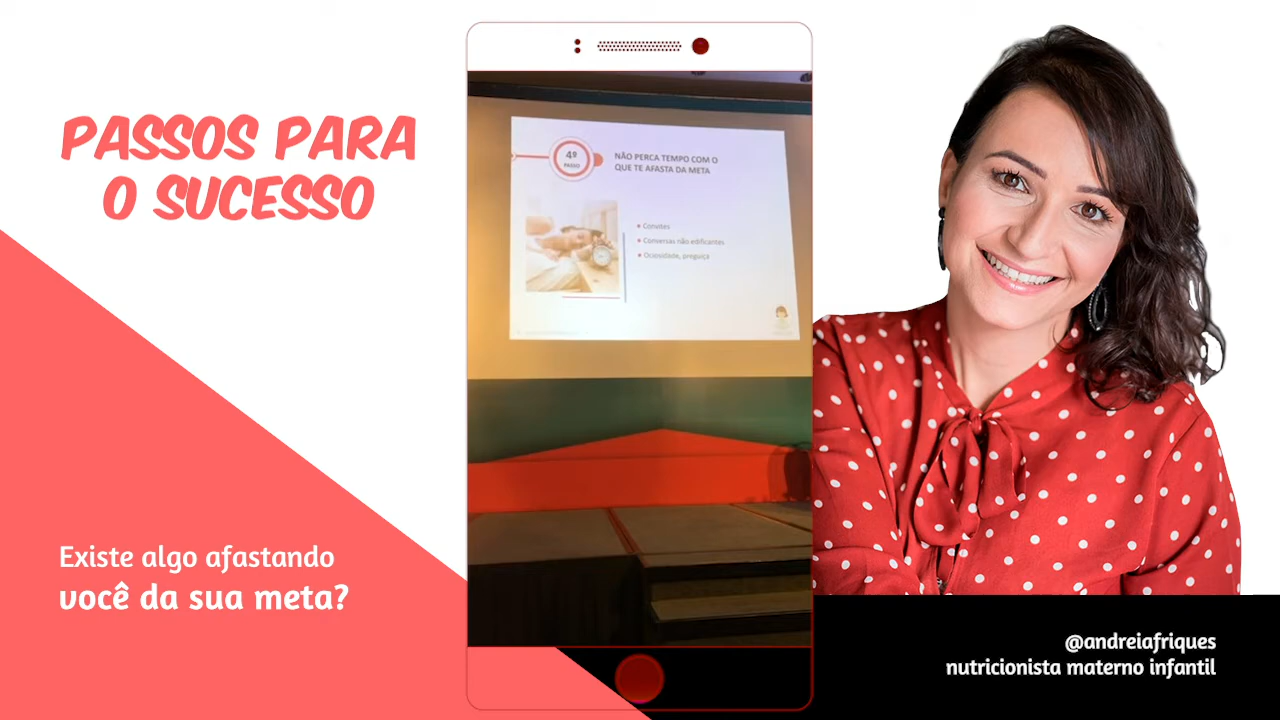 PASSOS PARA
O SUCESSO
4º
PASSO
NÃO PERCA TEMPO COM O
QUE TE AFASTA DA META
• Convites
• Conversas não edificantes
• Ociosidade, preguiça
Existe algo afastando
você da sua meta?
@andreiafriques
nutricionista materno infantil